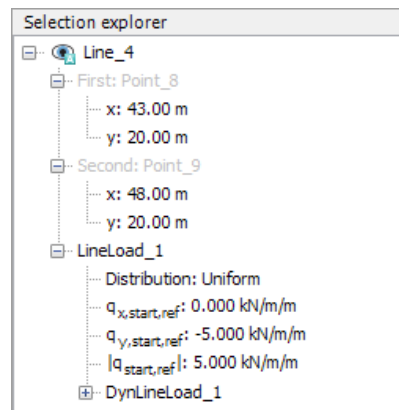 Selection explorer
Line_4
First: Point_8
x: 43.00 m
y: 20.00 m
Second: Point_9
x: 48.00 m
y: 20.00 m
LineLoad_1
Distribution: Uniform
qx,start,ref: 0.000 kN/m/m
qy,start,ref: -5.000 kN/m/m
|qstart,ref|: 5.000 kN/m/m
DynLineLoad_1